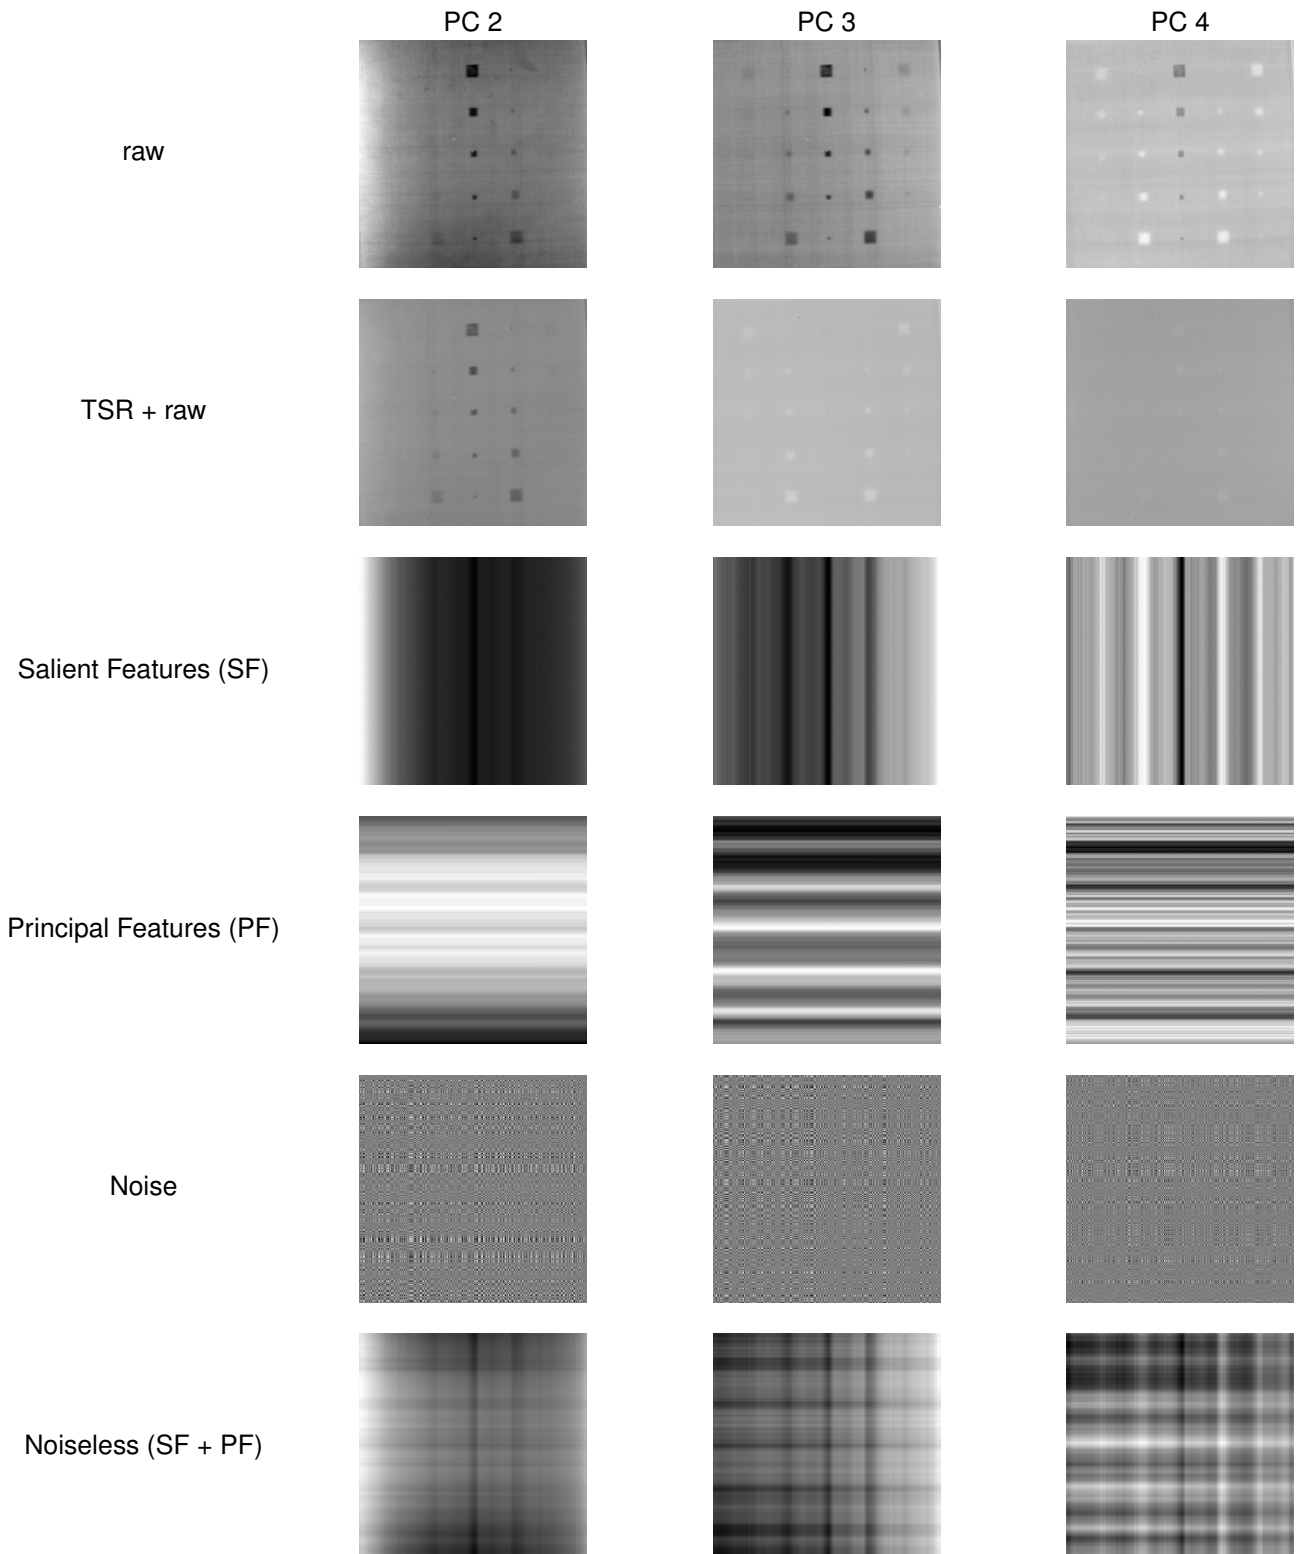 PC 2
PC 3
PC 4
raw
TSR + raw
Salient Features (SF)
Principal Features (PF)
Noise
Noiseless (SF + PF)